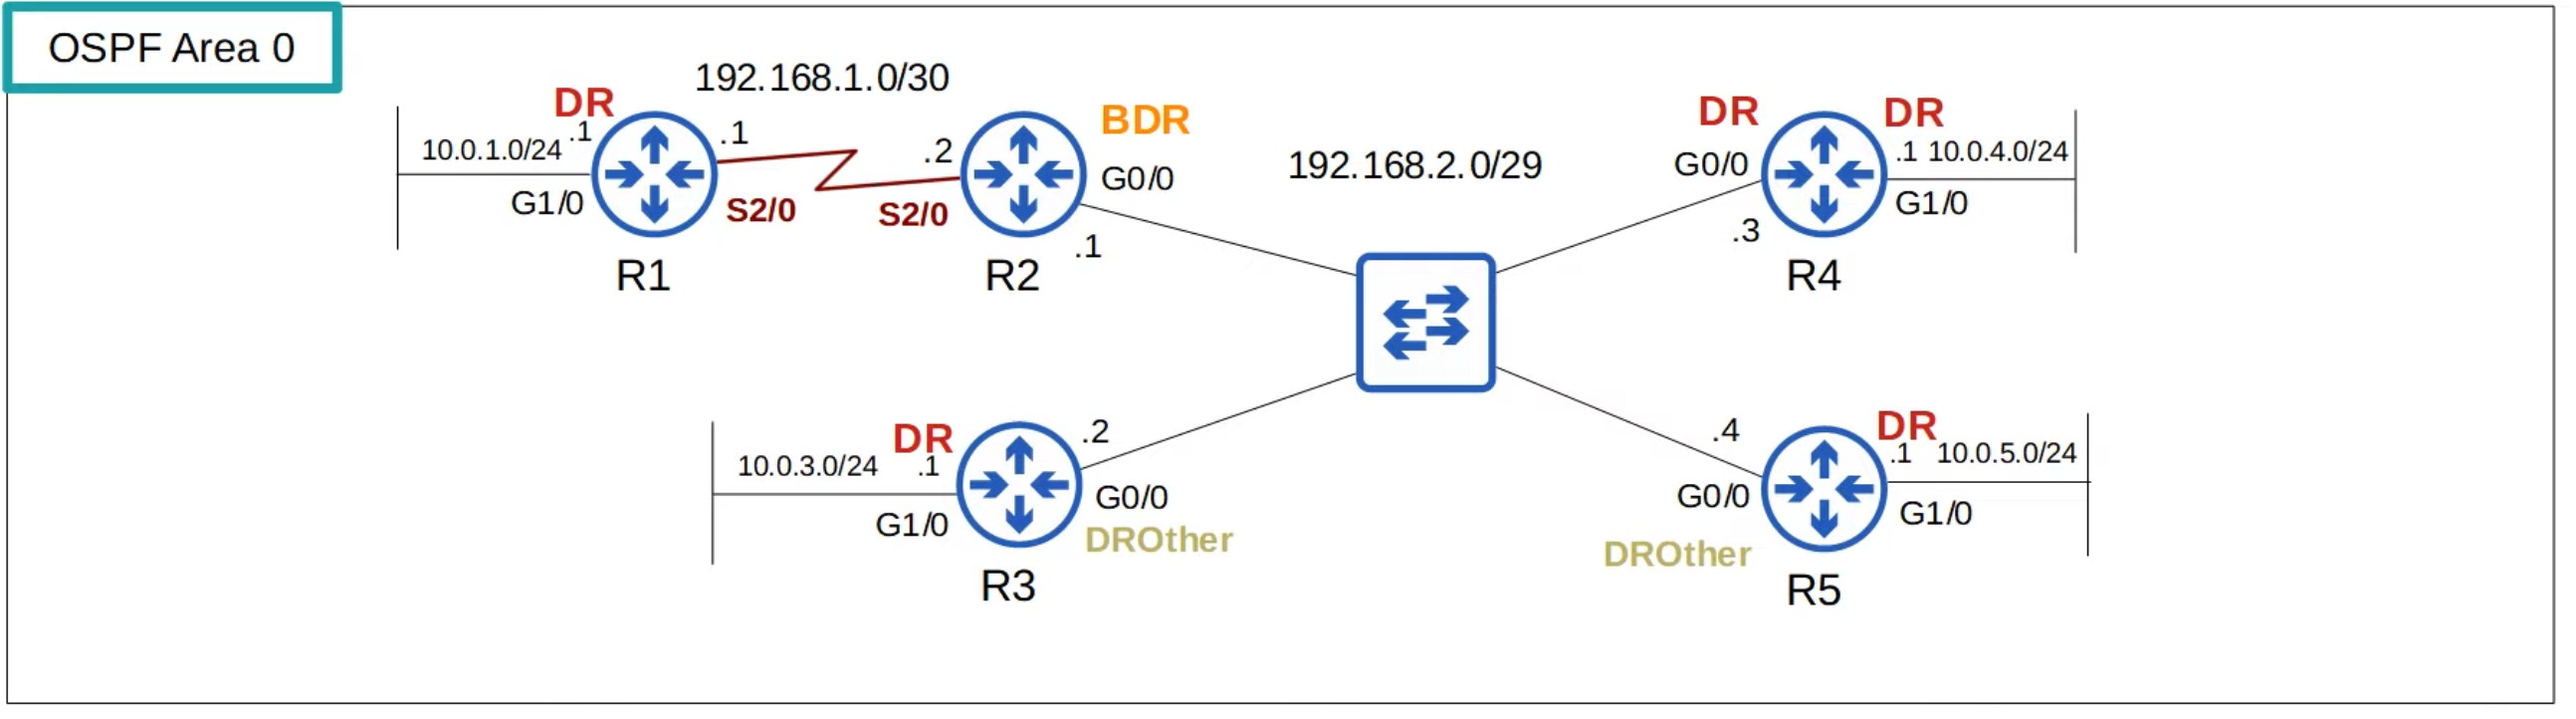 OSPF Area 0
192.168.1.0/30
DR
.1
10.0.1.0/24
G1/0
R1
.1
S2/0
.2
S2/0
R2
BDR
G0/0
.1
192.168.2.0/29
DR
G0/0
.3
R4
DR
.1 10.0.4.0/24
G1/0
DR
10.0.3.0/24 .1
G1/0
R3
.2
G0/0
DROther
.4
G0/0
DROther
R5
DR
.1 10.0.5.0/24
G1/0